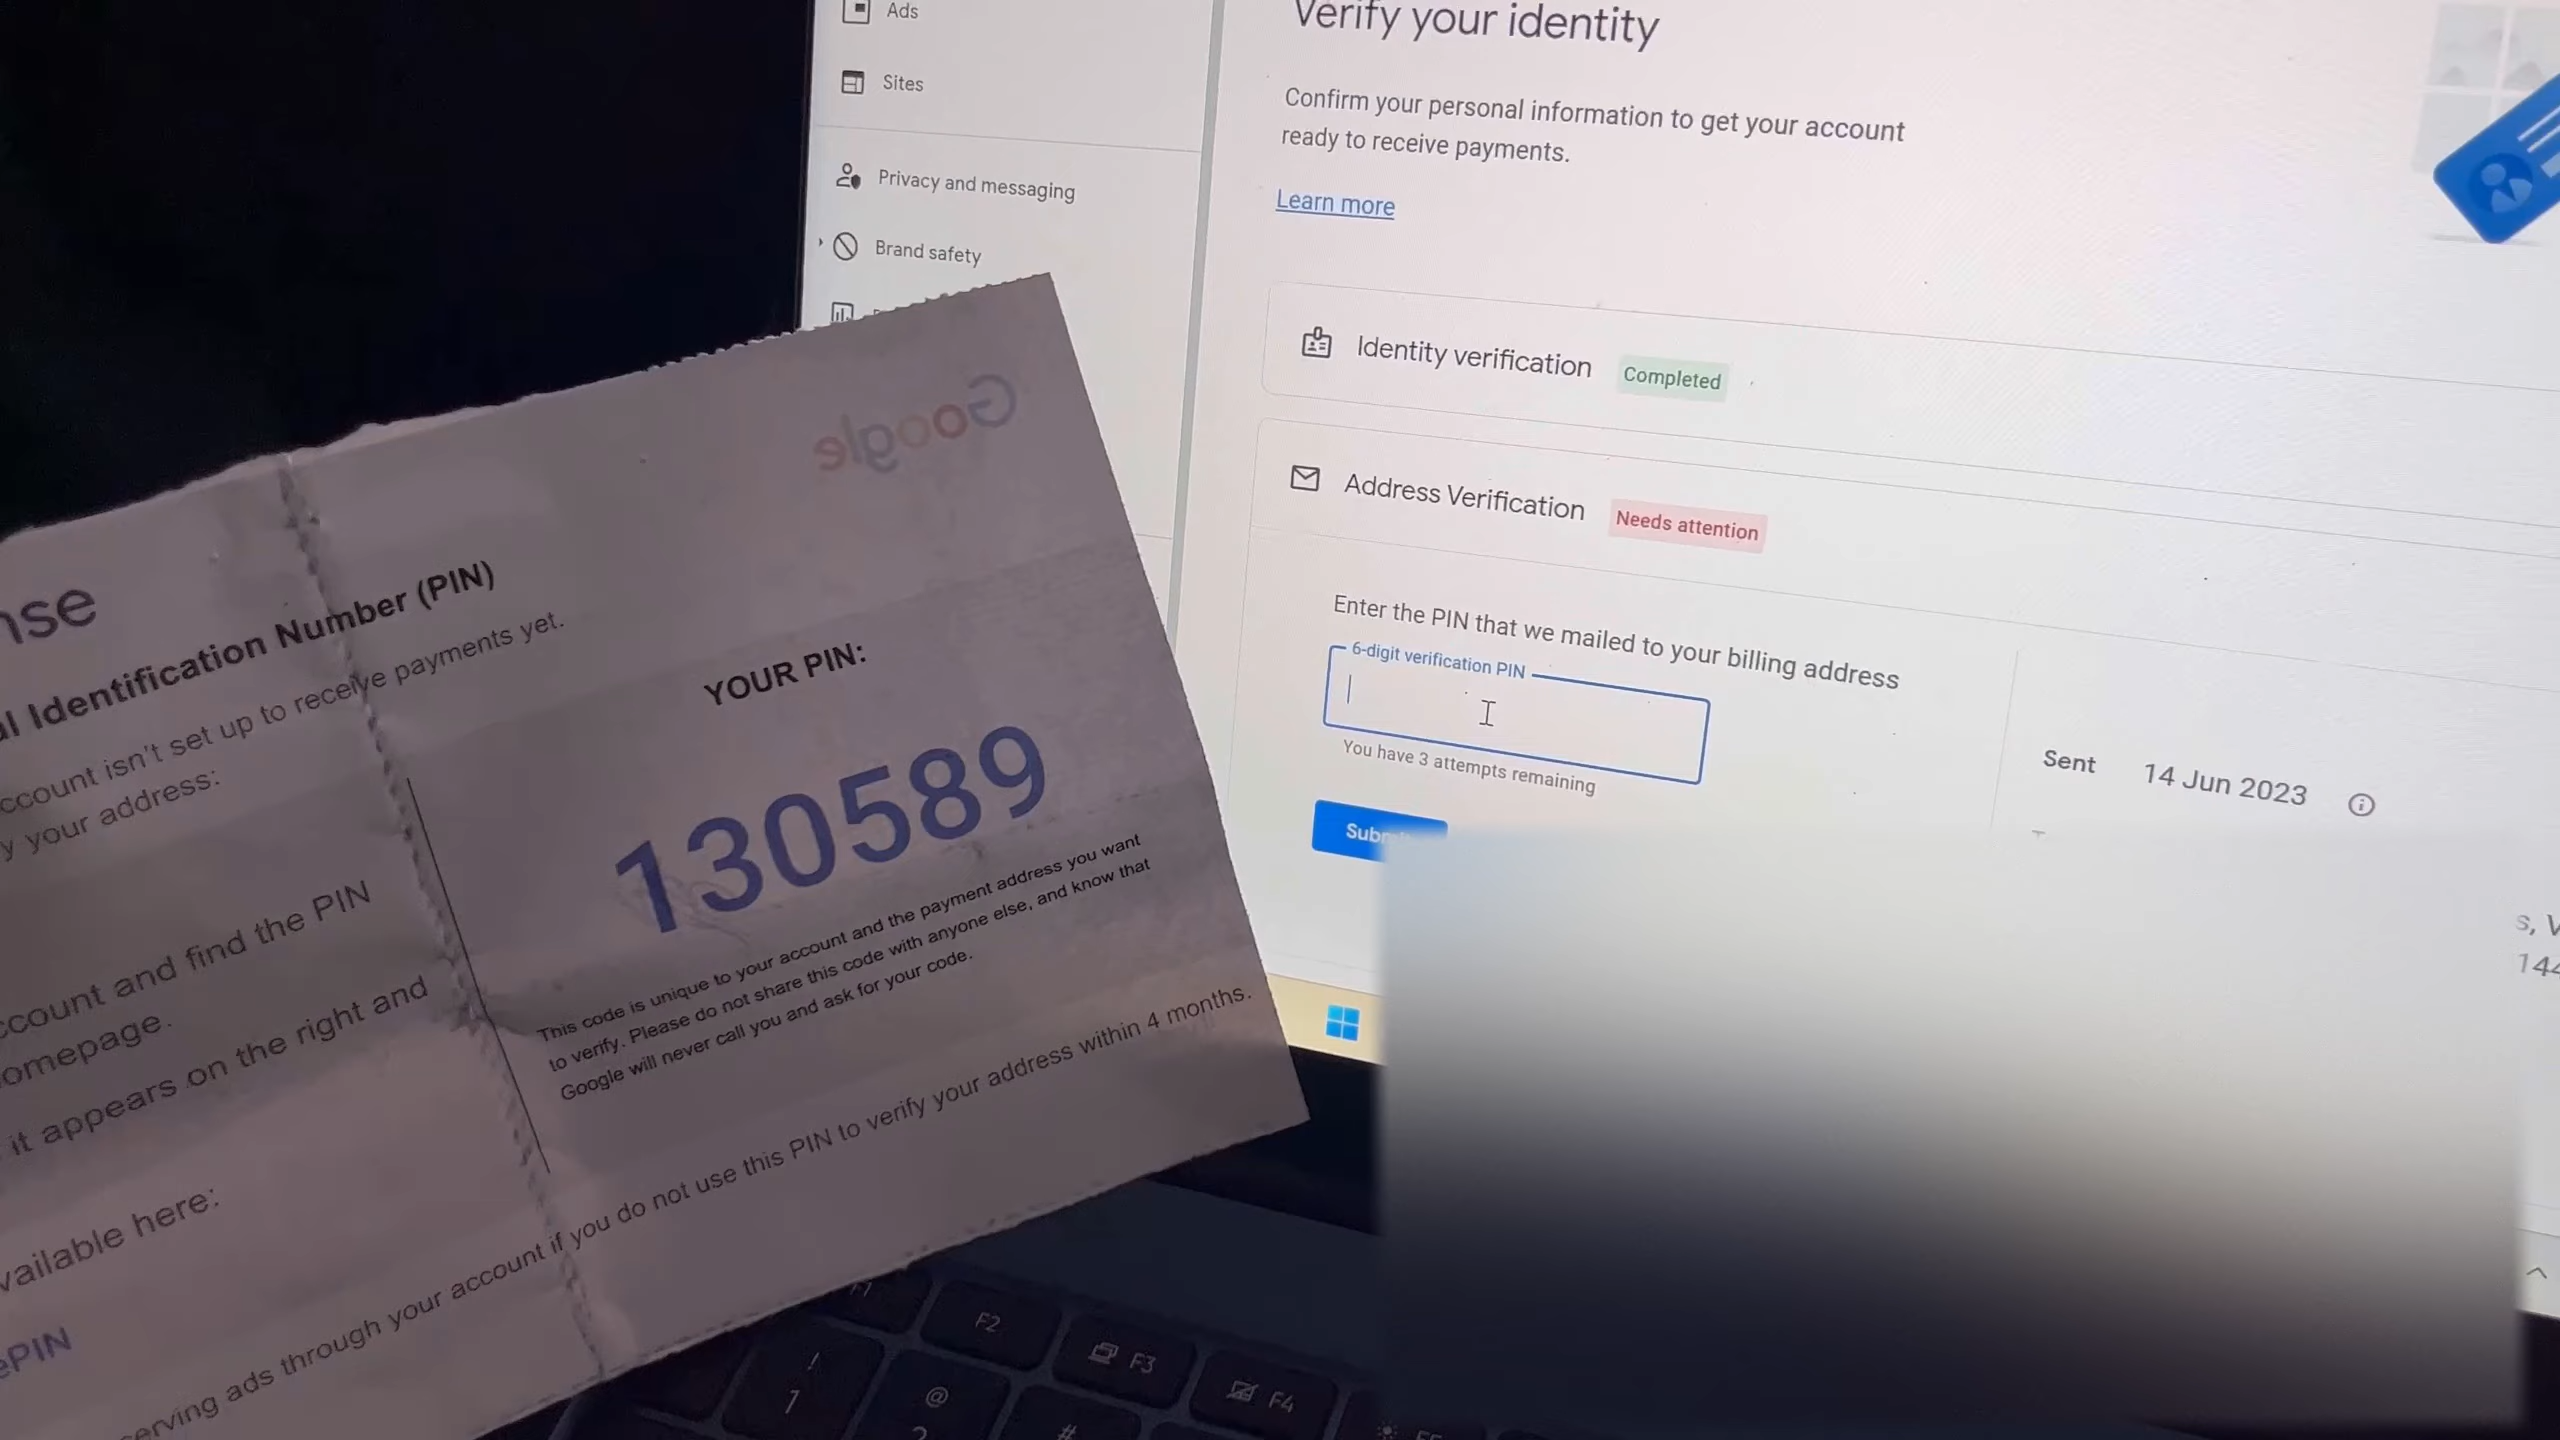 Ads
Sites
Privacy and messaging
Brand safety
Verify your identity
Confirm your personal information to get your account
ready to receive payments.
Learn more
Identity verification Completed
Address Verification Needs attention
Enter the PIN that we mailed to your billing address
6-digit verification PIN
You have 3 attempts remaining
Sent 14 Jun 2023
Google
nse
al Identification Number (PIN)
ccount isn't set up to receive payments yet.
y your address:
ccount and find the PIN
omepage.
it appears on the right and
vailable here:
ePIN
YOUR PIN:
130589
This code is unique to your account and the payment address you want
to verify. Please do not share this code with anyone else, and know that
Google will never call you and ask for your code.
erving ads through your account if you do not use this PIN to verify your address within 4 months.
F2
F3
F4
!
1
@
#